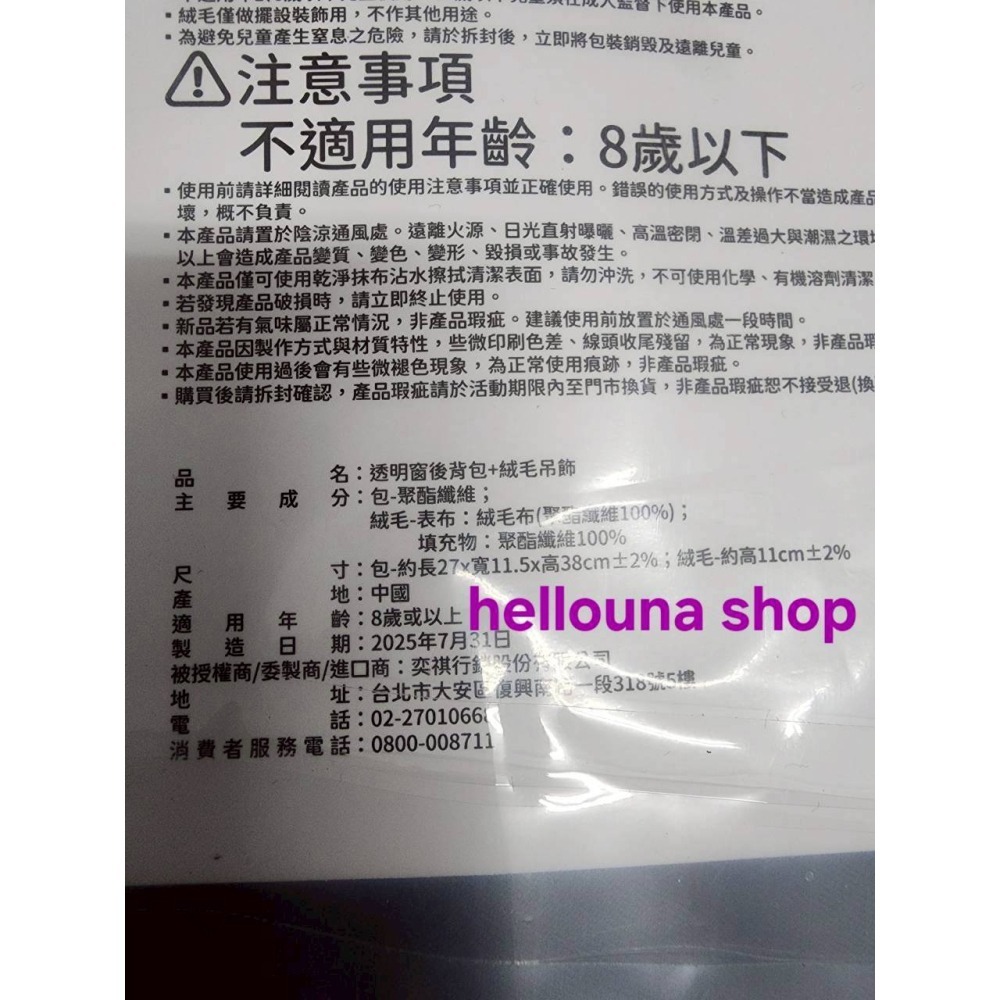 ▪ 絨毛僅做擺設裝飾用，不作其他用途。
▪ 為避免兒童產生窒息之危險，請於拆封後，立即將包裝銷毀及遠離兒童。
⚠注意事項
不適用年齡：8歲以下
▪ 使用前請詳細閱讀產品的使用注意事項並正確使用。錯誤的使用方式及操作不當造成產品
壞，概不負責。
▪ 本產品請置於陰涼通風處。遠離火源、日光直射曝曬、高溫密閉、溫差過大與潮濕之環
以上會造成產品變質、變色、變形、毀損或事故發生。
▪ 本產品僅可使用乾淨抹布沾水擦拭清潔表面，請勿沖洗，不可使用化學、有機溶劑清潔
▪ 若發現產品破損時，請立即終止使用。
▪ 新品若有氣味屬正常情況，非產品瑕疵。建議使用前放置於通風處一段時間。
▪ 本產品因製作方式與材質特性，些微印刷色差、線頭收尾殘留，為正常現象，非產品瑕
▪ 本產品使用過後會有些微褪色現象，為正常使用痕跡，非產品瑕疵。
▪ 購買後請拆封確認，產品瑕疵請於活動期限內至門市換貨，非產品瑕疵恕不接受退(換
品名：透明窗後背包+絨毛吊飾
主要成分：包-聚酯纖維；
絨毛-表布：絨毛布(聚酯纖維100%)；
填充物：聚酯纖維100%
尺寸：包-約長27x寬11.5x高38cm±2%；絨毛-約高11cm±2%
產地：中國
適用年齡：8歲或以上
hellouna shop
製造日期：2025年7月31日
被授權商/委製商/進口商：奕祺行銷股份有限公司
地址：台北市大安區復興南路一段318號5樓
電話：02-2701066
消費者服務電話：0800-008711